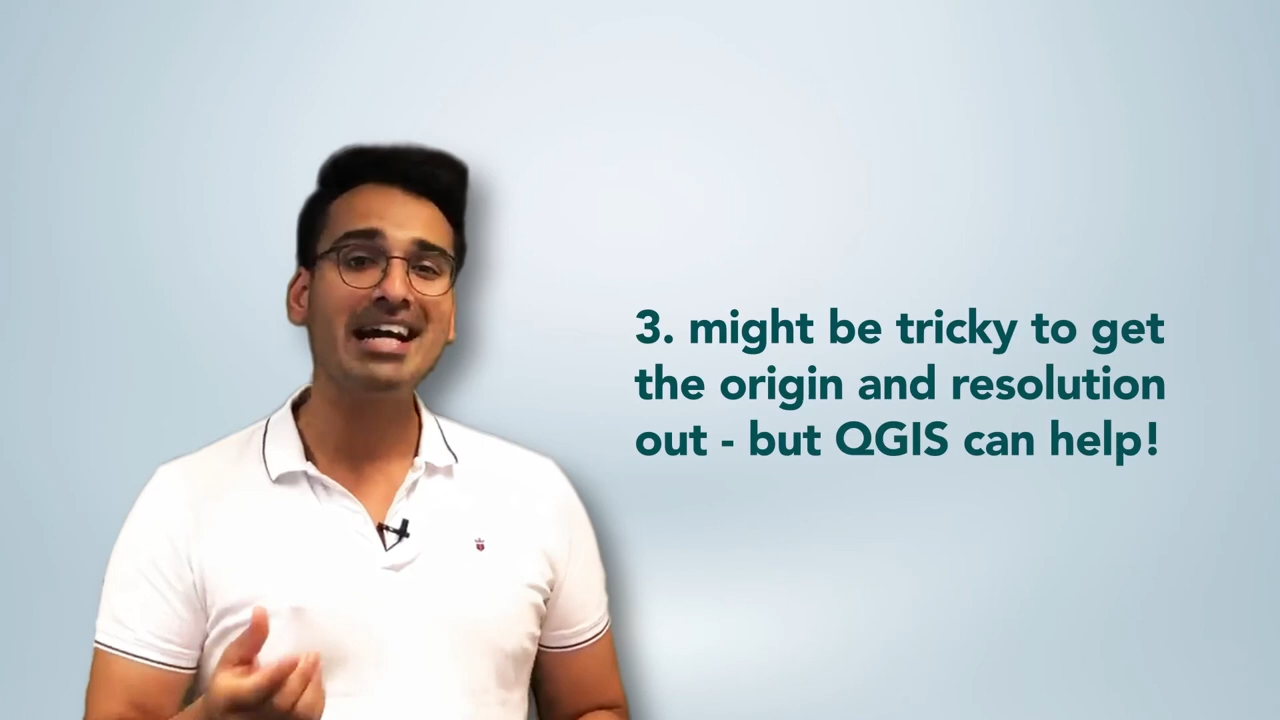 3. might be tricky to get
the origin and resolution
out - but QGIS can help!